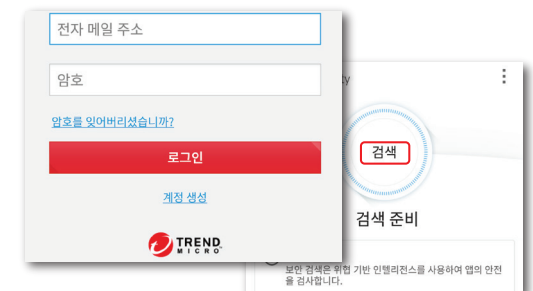 전자 메일 주소
암호
암호를 잊어버리셨습니까?
로그인
계정 생성
TREND
MICRO
ty
검색
검색 준비
보안 검색은 위협 기반 인텔리전스를 사용하여 앱의 안전
을 검사합니다.